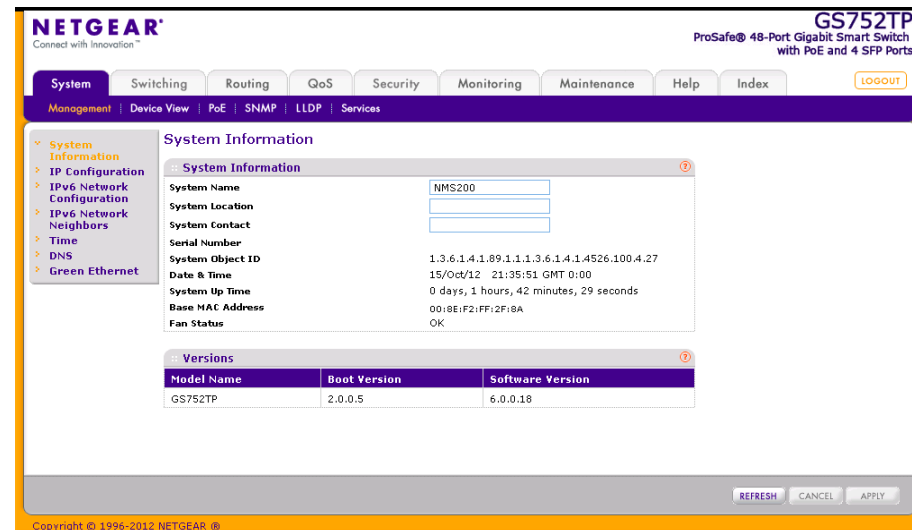 NETGEAR®
Connect with Innovation™
GS752TP
ProSafe® 48-Port Gigabit Smart Switch
with PoE and 4 SFP Ports
System Switching Routing QoS Security Monitoring Maintenance Help Index LOGOUT
Management | Device View | PoE | SNMP | LLDP | Services
System Information
IP Configuration
IPv6 Network Configuration
IPv6 Network Neighbors
Time
DNS
Green Ethernet
System Information
:: System Information ?
System Name NMS200
System Location
System Contact
Serial Number
System Object ID 1.3.6.1.4.1.89.1.1.1.3.6.1.4.1.4526.100.4.27
Date & Time 15/Oct/12 21:35:51 GMT 0:00
System Up Time 0 days, 1 hours, 42 minutes, 29 seconds
Base MAC Address 00:8E:F2:FF:2F:8A
Fan Status OK
:: Versions ?
Model Name Boot Version Software Version
GS752TP 2.0.0.5 6.0.0.18
REFRESH CANCEL APPLY
Copyright © 1996-2012 NETGEAR ®